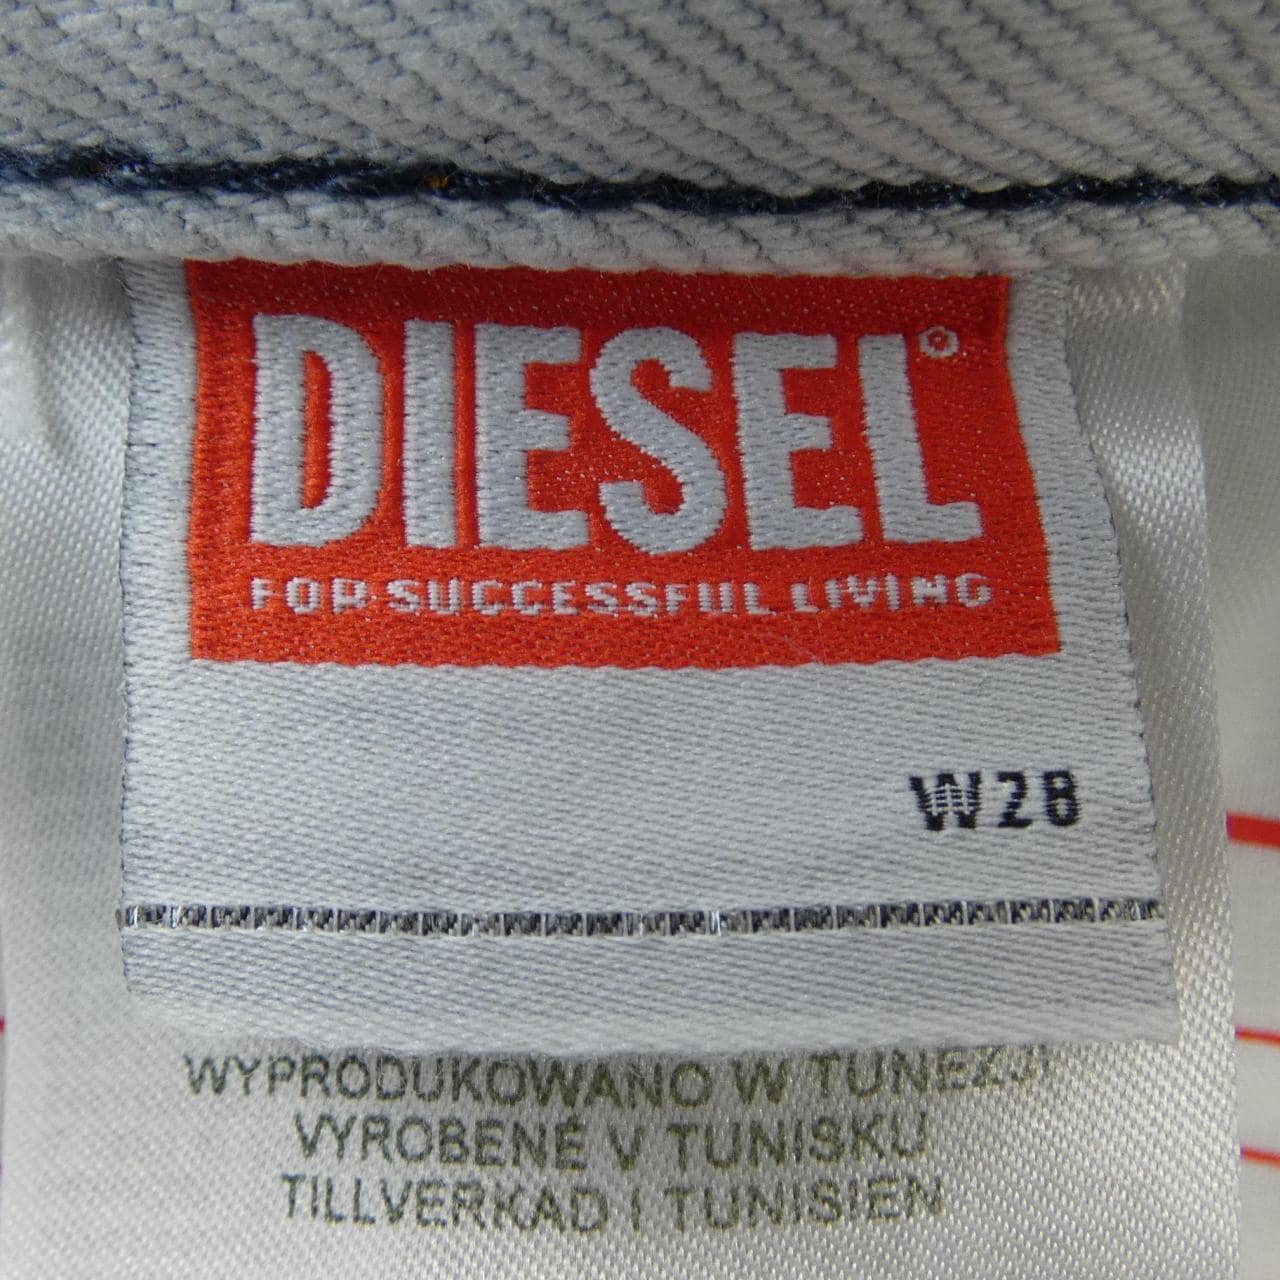 DIESEL®
FOR SUCCESSFUL LIVING
W28
WYPRODUKOWANO W TUNEZJI
VYROBENÉ V TUNISKU
TILLVERKAD I TUNISIEN